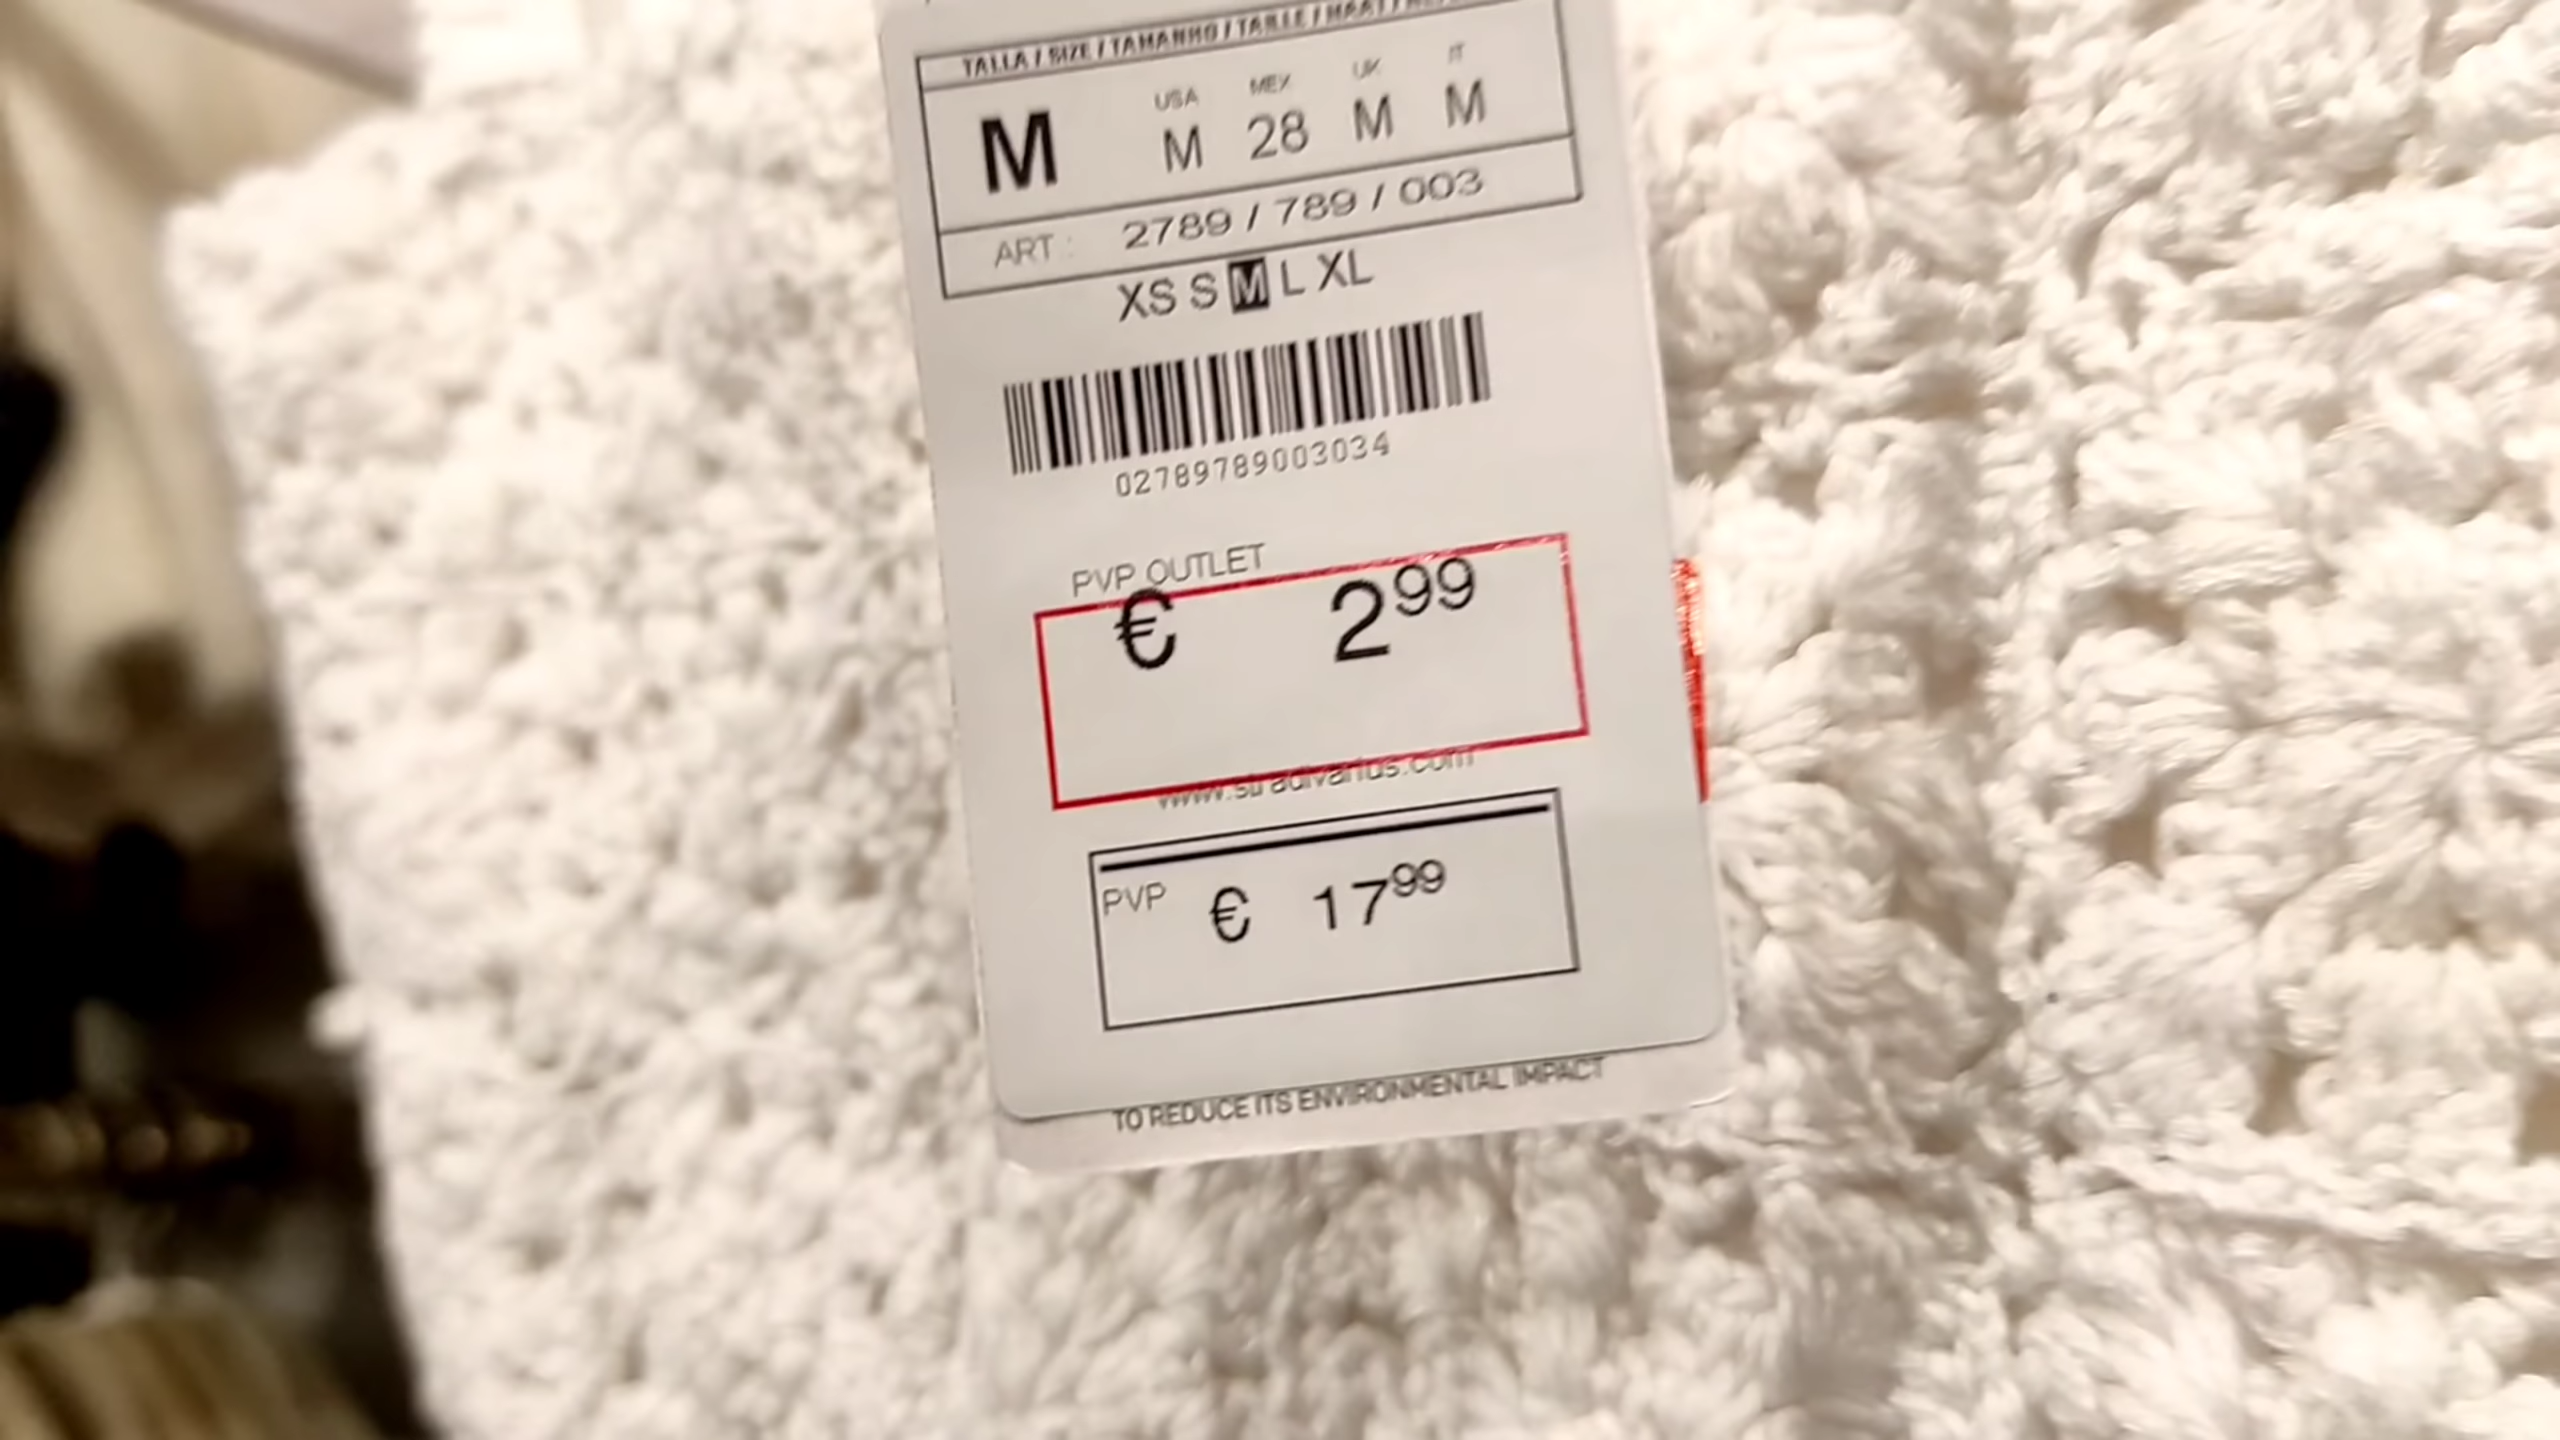 TALLA / SIZE / TAMANHO / TAILLE / MAAT /
USA MEX UK IT
M M 28 M M
ART : 2789 / 789 / 003
XS S M L XL
02789789003034
PVP OUTLET
€ 2⁹⁹
www.stradivarius.com
PVP € 17⁹⁹
TO REDUCE ITS ENVIRONMENTAL IMPACT